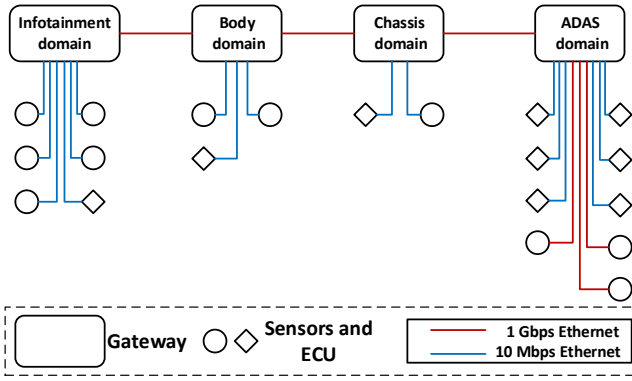 Infotainment
domain
Body
domain
Chassis
domain
ADAS
domain
Gateway
Sensors and
ECU
1 Gbps Ethernet
10 Mbps Ethernet